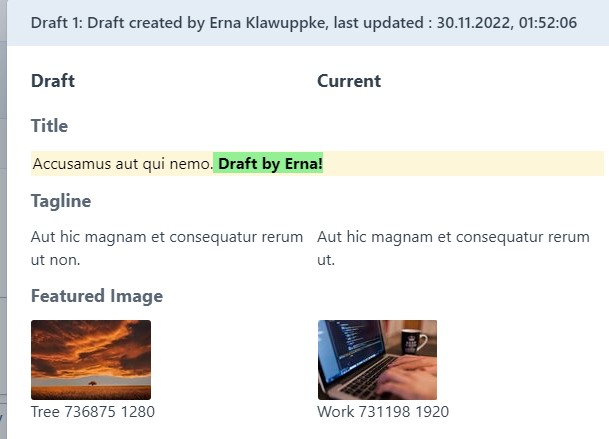 Draft 1: Draft created by Erna Klawuppke, last updated : 30.11.2022, 01:52:06
Draft Current
Title
Accusamus aut qui nemo. Draft by Erna!
Tagline
Aut hic magnam et consequatur rerum Aut hic magnam et consequatur rerum
ut non. ut.
Featured Image
Tree 736875 1280 Work 731198 1920